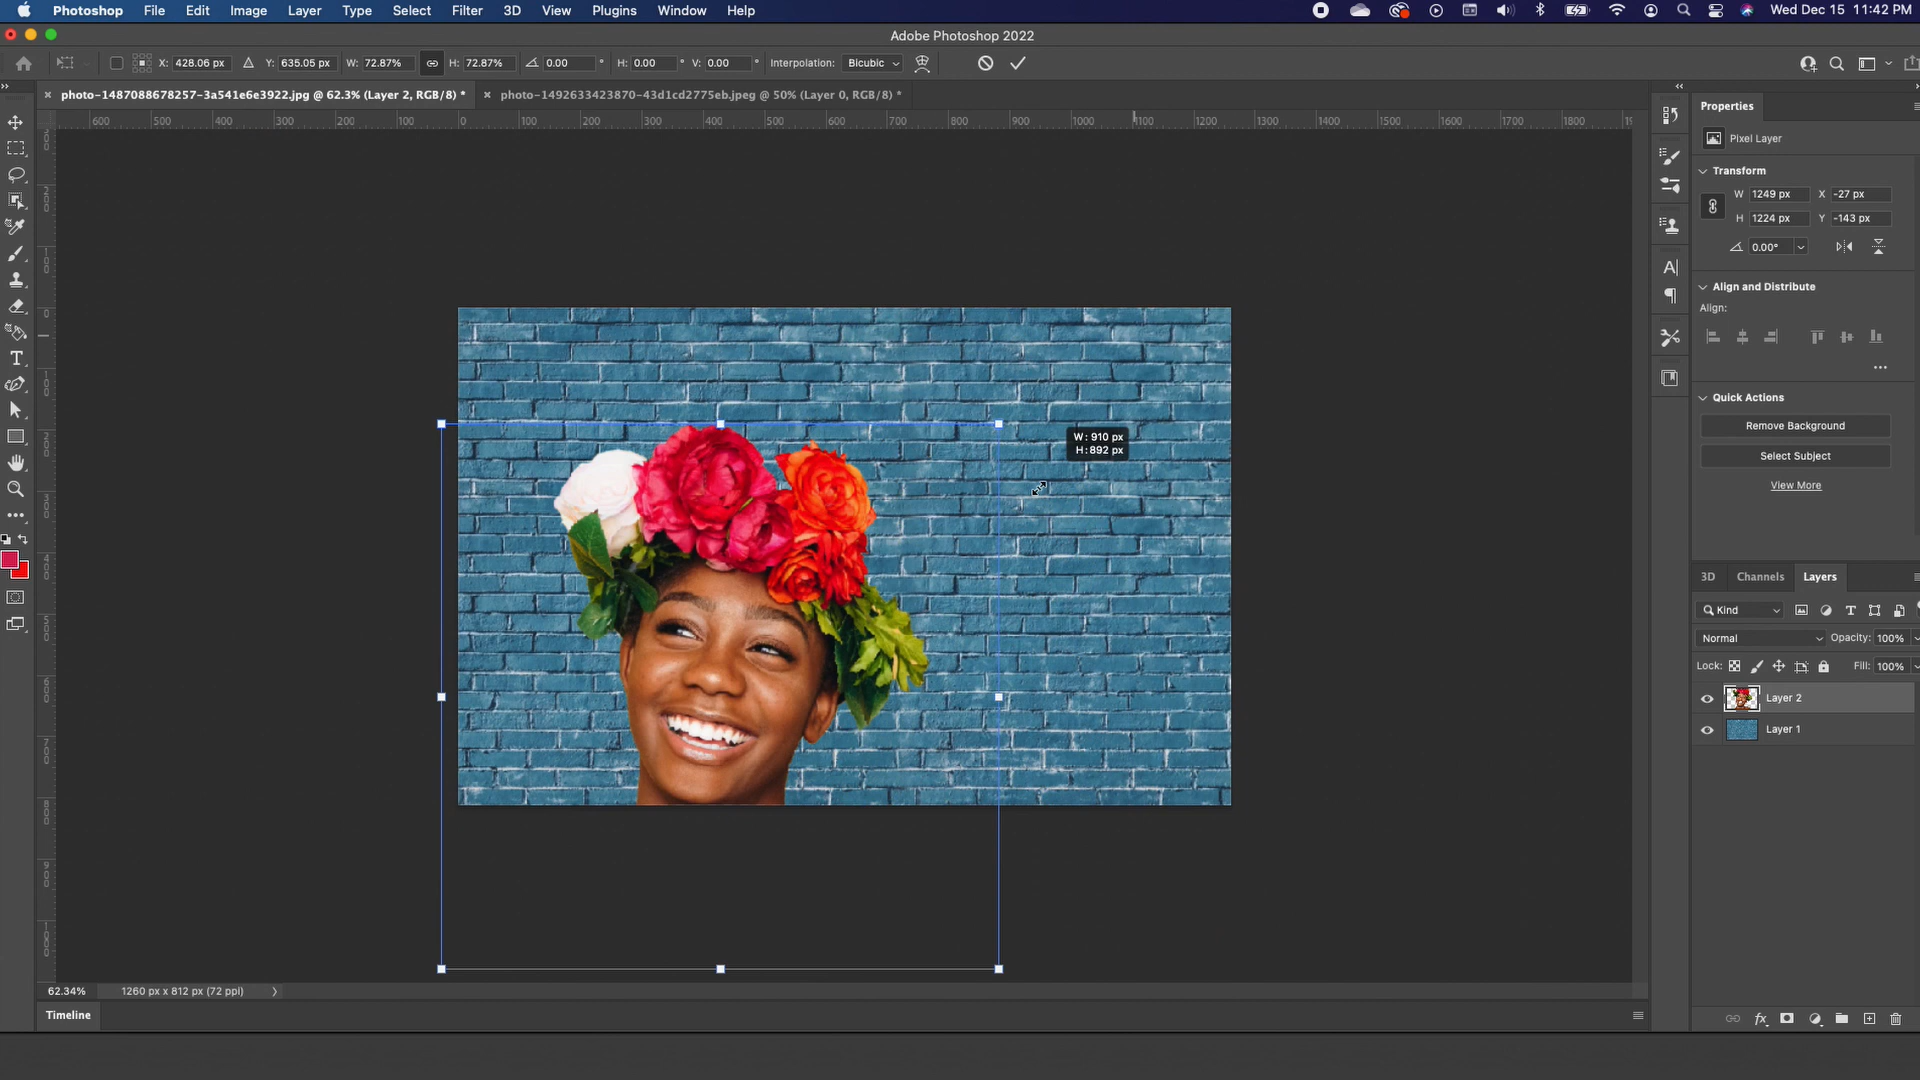 Photoshop File Edit Image Layer Type Select Filter 3D View Plugins Window Help Wed Dec 15 11:42 PM
Adobe Photoshop 2022
X: 428.06 px Y: 635.05 px W: 72.87% H: 72.87% 0.00 ° H: 0.00 ° V: 0.00 ° Interpolation: Bicubic
photo-1487088678257-3a541e6e3922.jpg @ 62.3% (Layer 2, RGB/8) * photo-1492633423870-43d1cd2775eb.jpeg @ 50% (Layer 0, RGB/8) *
600 500 400 300 200 100 0 100 200 300 400 500 600 700 800 900 1000 1100 1200 1300 1400 1500 1600 1700 1800
Properties
Pixel Layer
Transform
W 1249 px X -27 px
H 1224 px Y -143 px
0.00°
Align and Distribute
Align:
Quick Actions
Remove Background
Select Subject
View More
W: 910 px
H: 892 px
3D Channels Layers
Kind
Normal Opacity: 100%
Lock: Fill: 100%
Layer 2
Layer 1
62.34% 1260 px x 812 px (72 ppi)
Timeline